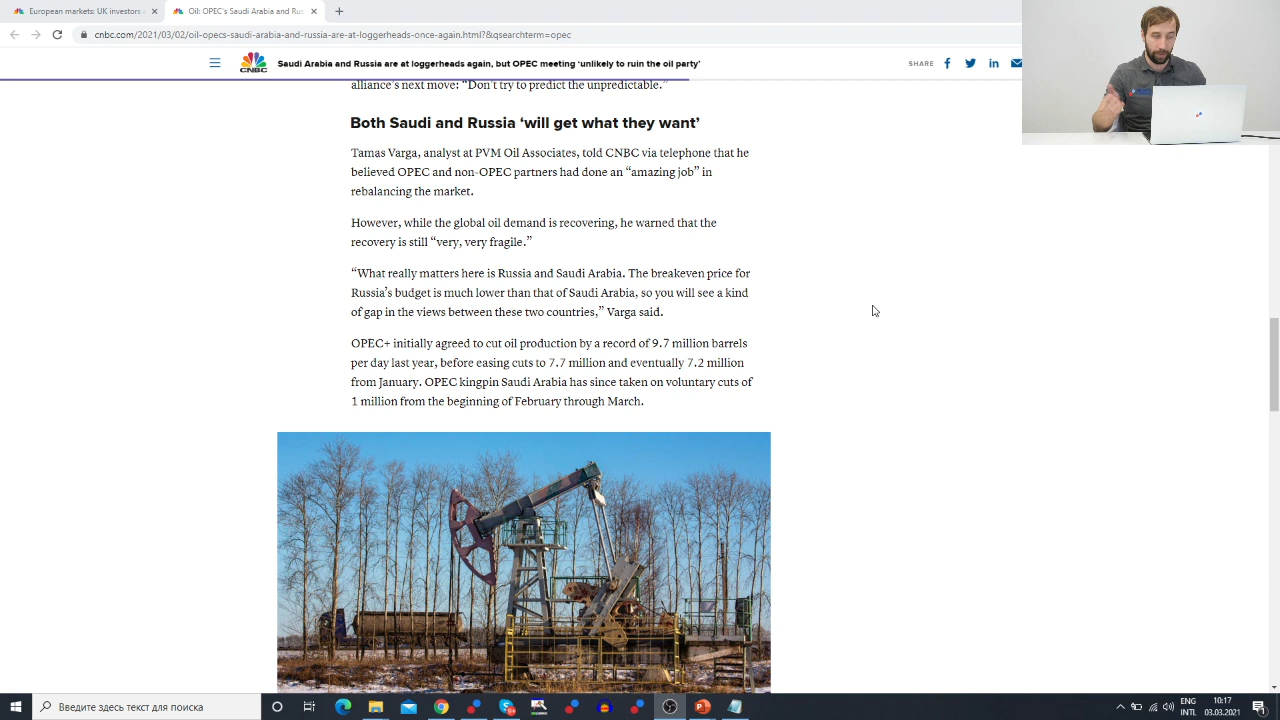 European markets: UK investors
Oil: OPEC's Saudi Arabia and Rus
cnbc.com/2021/03/02/oil-opecs-saudi-arabia-and-russia-are-at-loggerheads-once-again.html?&qsearchterm=opec
CNBC
Saudi Arabia and Russia are at loggerheads again, but OPEC meeting ‘unlikely to ruin the oil party’
SHARE
alliance’s next move: “Don’t try to predict the unpredictable.”
Both Saudi and Russia ‘will get what they want’
Tamas Varga, analyst at PVM Oil Associates, told CNBC via telephone that he
believed OPEC and non-OPEC partners had done an “amazing job” in
rebalancing the market.
However, while the global oil demand is recovering, he warned that the
recovery is still “very, very fragile.”
“What really matters here is Russia and Saudi Arabia. The breakeven price for
Russia’s budget is much lower than that of Saudi Arabia, so you will see a kind
of gap in the views between these two countries,” Varga said.
OPEC+ initially agreed to cut oil production by a record of 9.7 million barrels
per day last year, before easing cuts to 7.7 million and eventually 7.2 million
from January. OPEC kingpin Saudi Arabia has since taken on voluntary cuts of
1 million from the beginning of February through March.
Введите здесь текст для поиска
ENG
INTL
10:17
03.03.2021